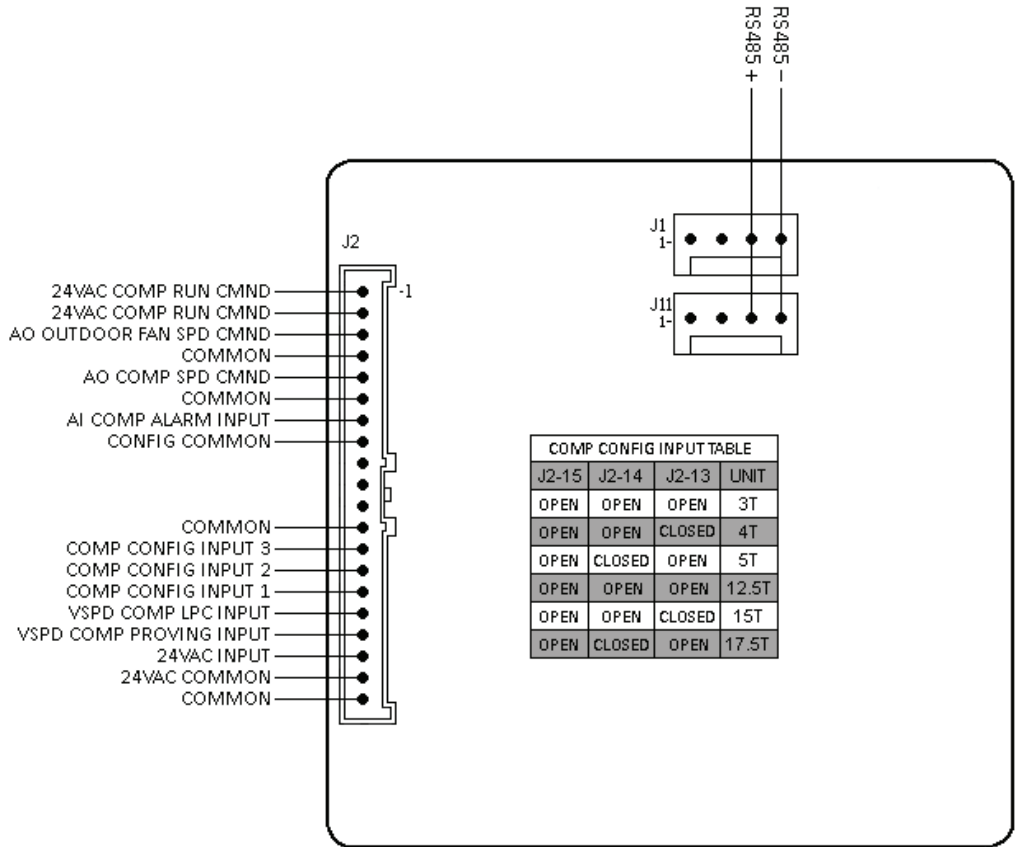 RS485 +
RS485 –
J1
1-
J11
1-
J2
-1
24VAC COMP RUN CMND
24VAC COMP RUN CMND
AO OUTDOOR FAN SPD CMND
COMMON
AO COMP SPD CMND
COMMON
AI COMP ALARM INPUT
CONFIG COMMON
COMMON
COMP CONFIG INPUT 3
COMP CONFIG INPUT 2
COMP CONFIG INPUT 1
VSPD COMP LPC INPUT
VSPD COMP PROVING INPUT
24VAC INPUT
24VAC COMMON
COMMON
COMP CONFIG INPUT TABLE
J2-15 J2-14 J2-13 UNIT
OPEN OPEN OPEN 3T
OPEN OPEN CLOSED 4T
OPEN CLOSED OPEN 5T
OPEN OPEN OPEN 12.5T
OPEN OPEN CLOSED 15T
OPEN CLOSED OPEN 17.5T